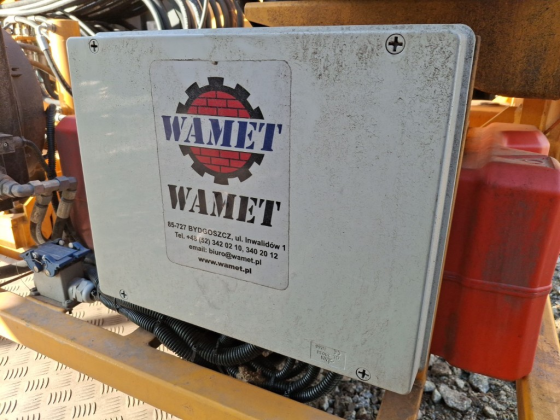 WAMET
WAMET
85-727 BYDGOSZCZ, ul. Inwalidów 1
Tel. +48 (52) 342 02 10, 340 20 12
email: biuro@wamet.pl
www.wamet.pl